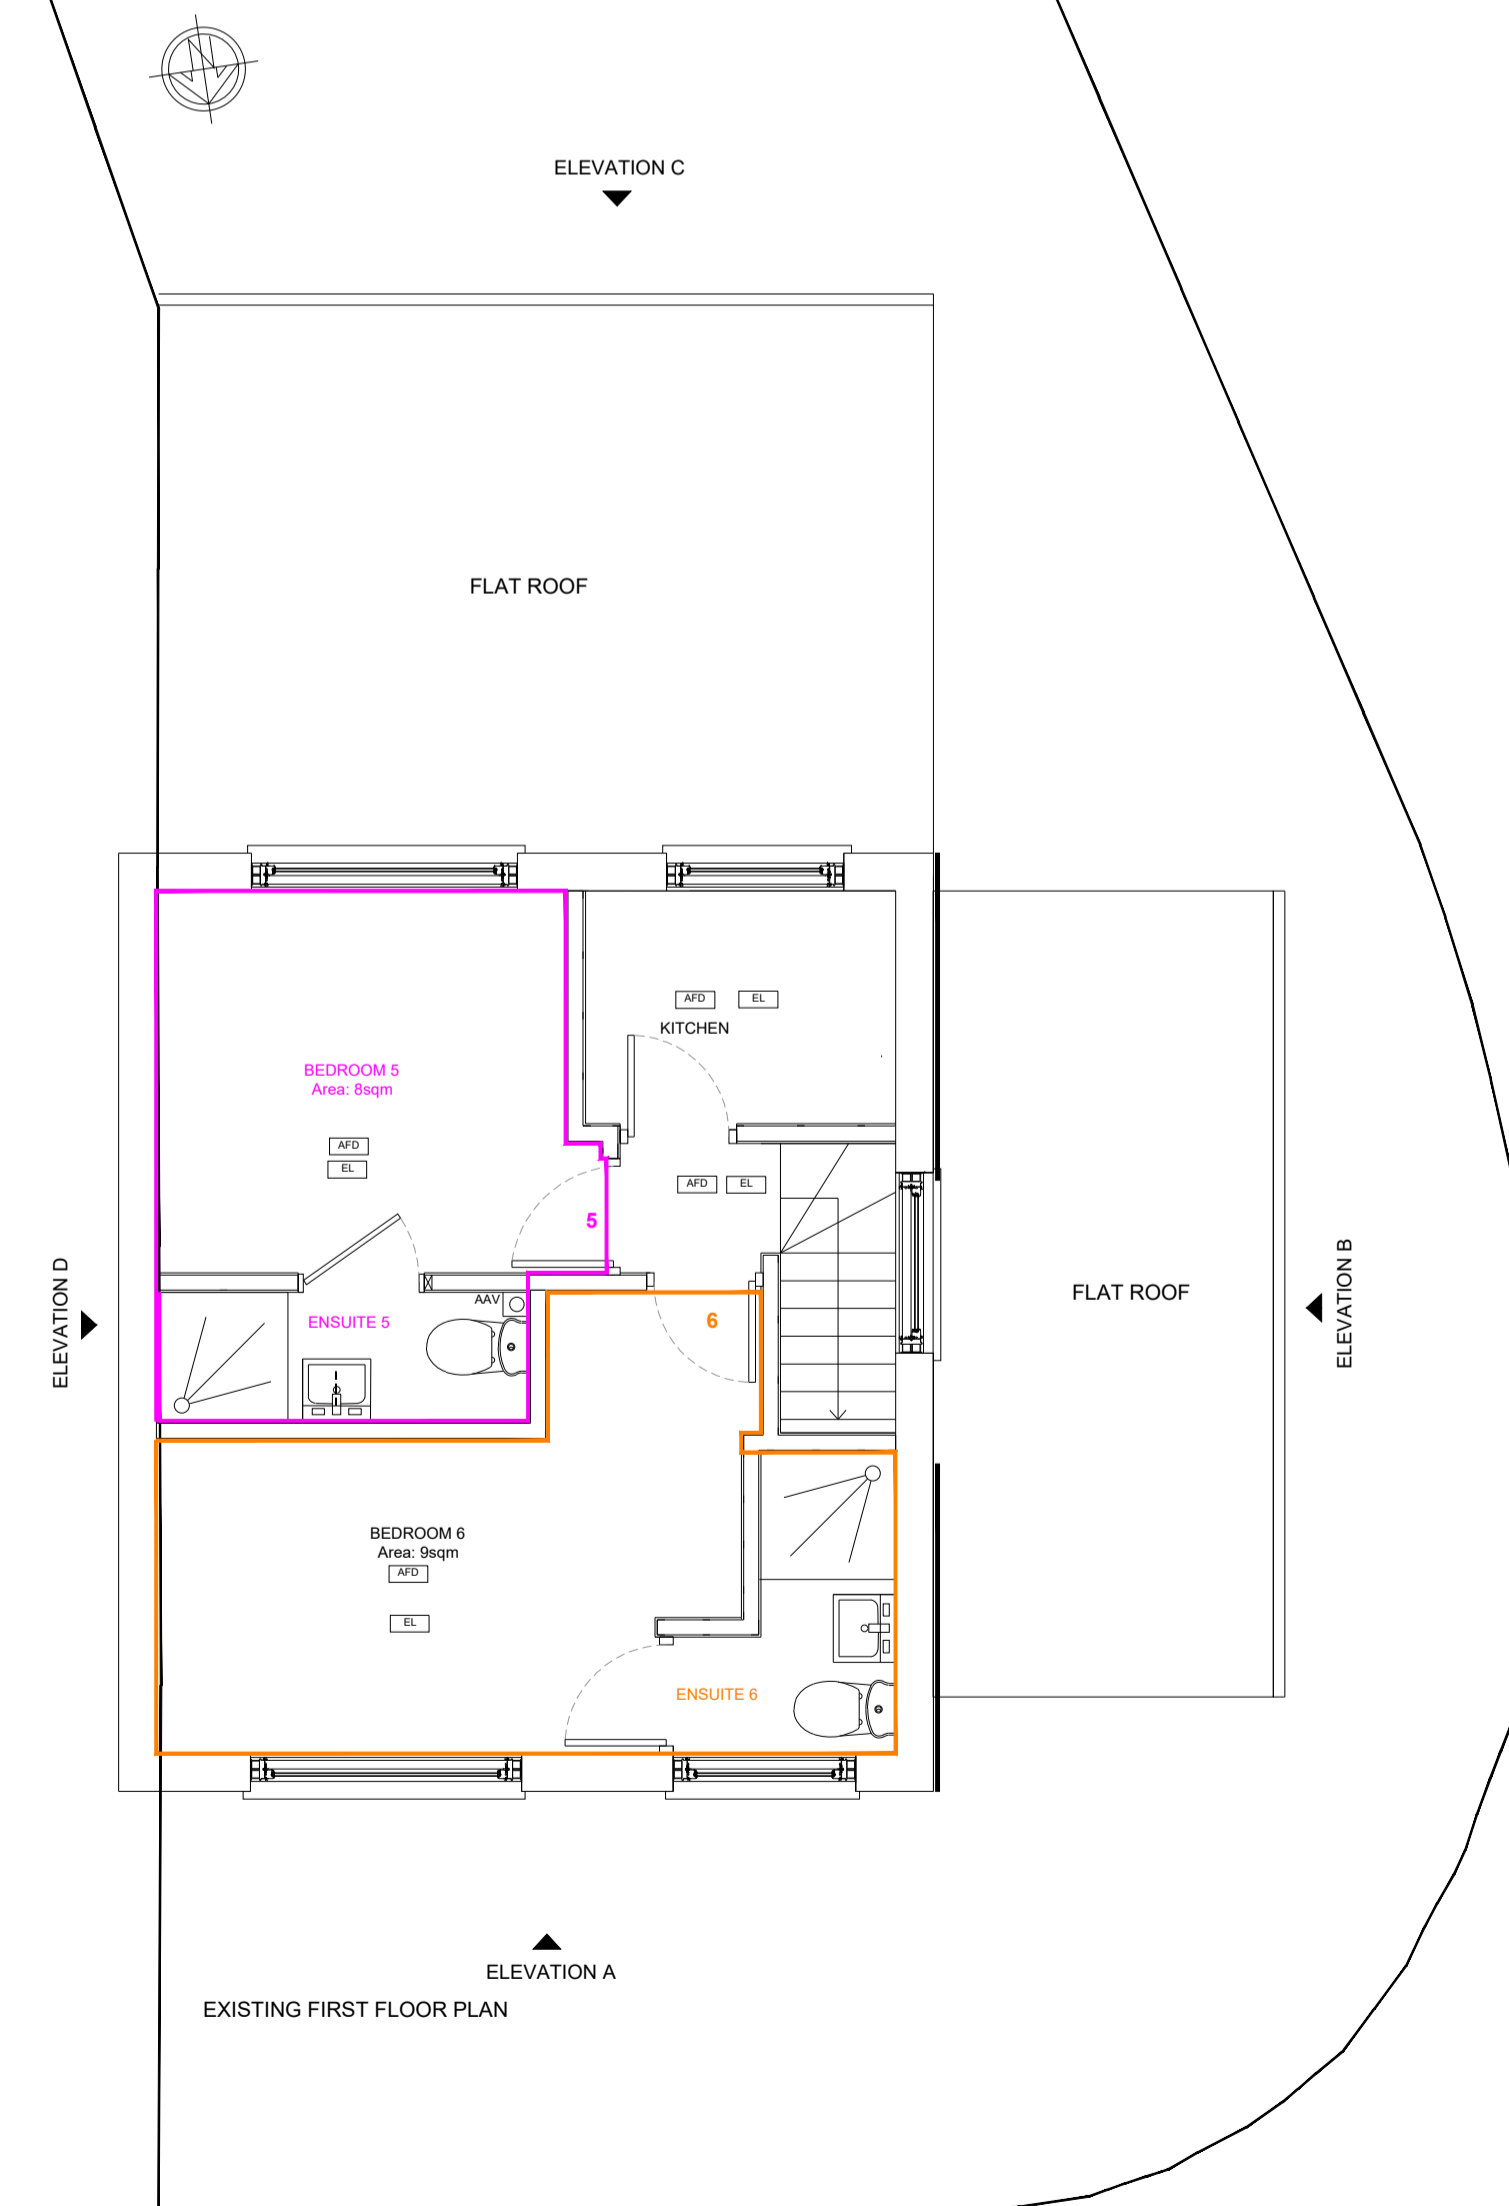 N
ELEVATION C
FLAT ROOF
AFD
EL
KITCHEN
BEDROOM 5
Area: 8sqm
AFD
EL
AFD
EL
5
ELEVATION D
AAV
ENSUITE 5
6
FLAT ROOF
ELEVATION B
BEDROOM 6
Area: 9sqm
AFD
EL
ENSUITE 6
ELEVATION A
EXISTING FIRST FLOOR PLAN